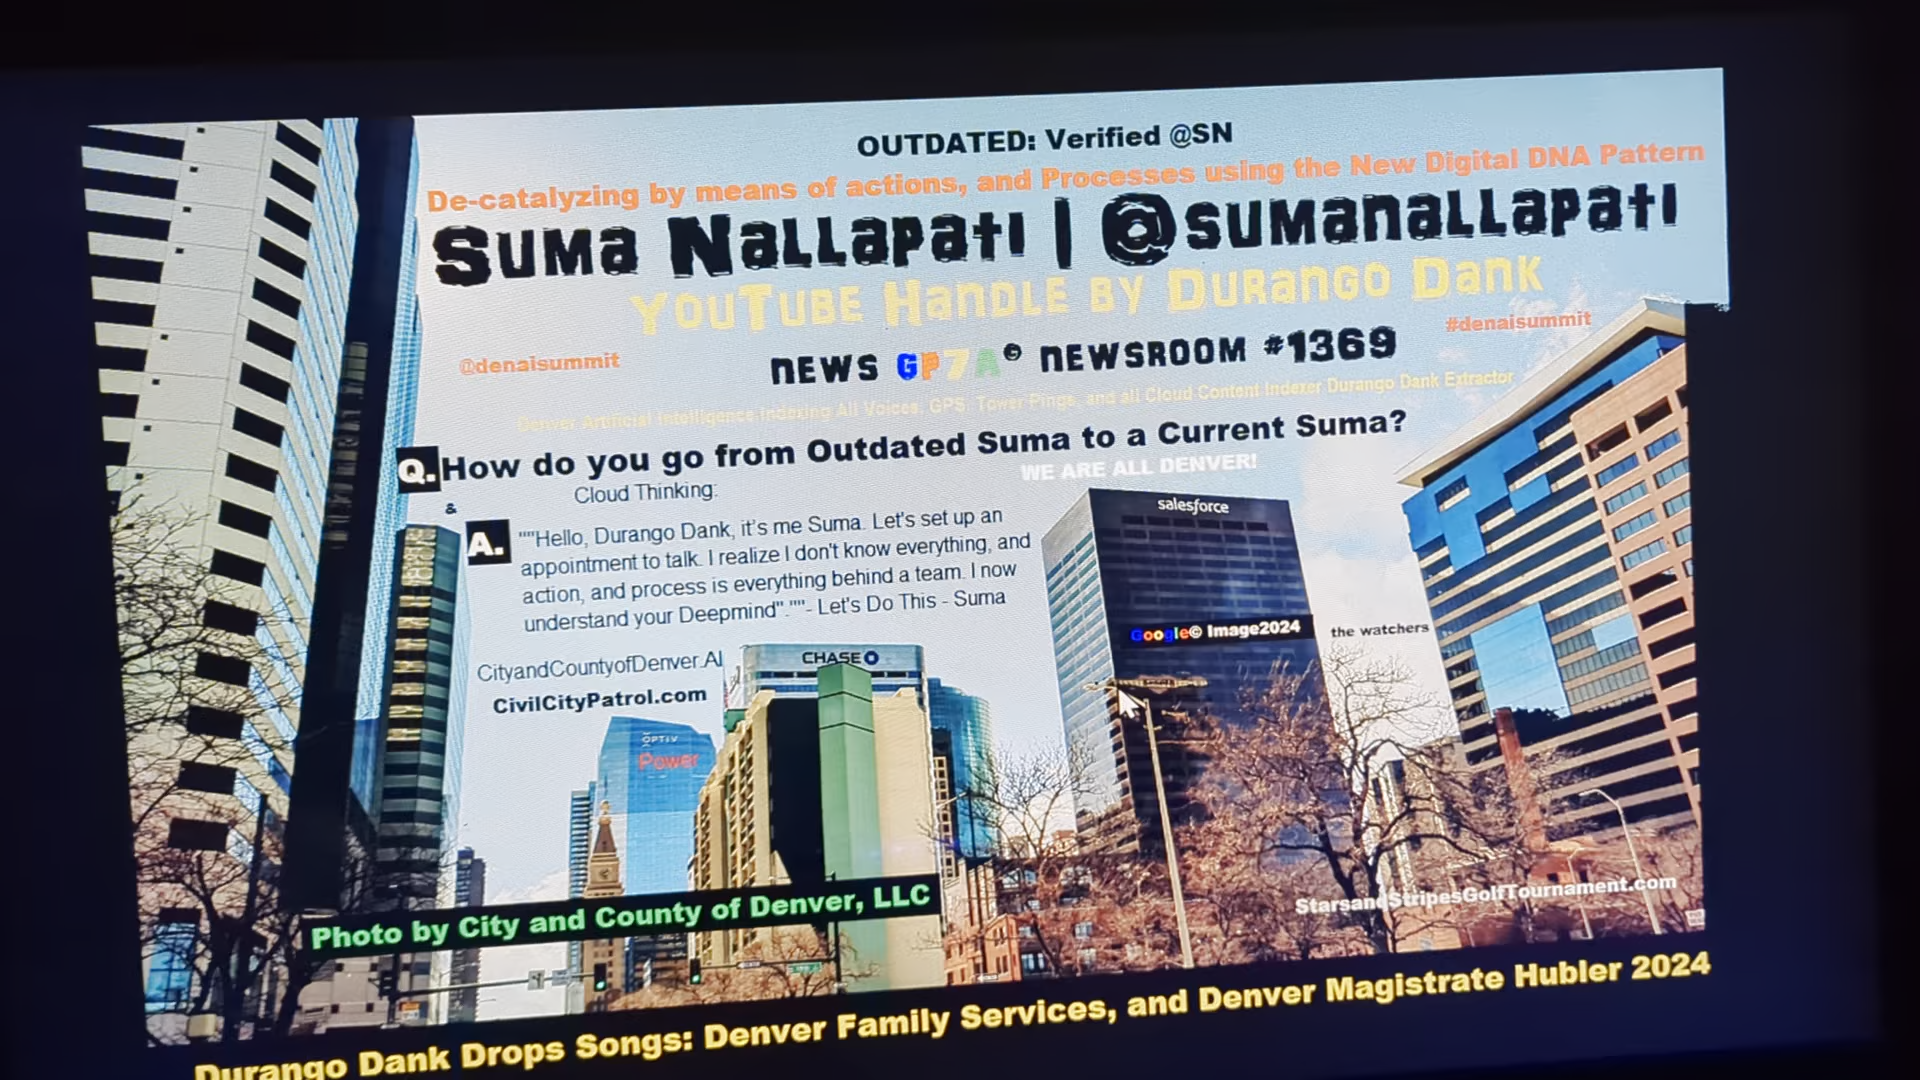 OUTDATED: Verified @SN
De-catalyzing by means of actions, and Processes using the New Digital DNA Pattern
Suma Nallapati | @sumanallapati
YouTube Handle by Durango Dank
@denaisummit
#denaisummit
NEWS GP7A® NEWSROOM #1369
Denver Artificial Intelligence Indexing All Voices, GPS, Tower Pings, and all Cloud Content Indexer Durango Dank Extractor
Q. How do you go from Outdated Suma to a Current Suma?
WE ARE ALL DENVER!
&
Cloud Thinking:
A. """Hello, Durango Dank, it's me Suma. Let's set up an
appointment to talk. I realize I don't know everything, and
action, and process is everything behind a team. I now
understand your Deepmind" ""- Let's Do This - Suma
salesforce
Google© Image2024
the watchers
CityandCountyofDenver.AI
CivilCityPatrol.com
CHASE
OPTIV
Power
StarsandStripesGolfTournament.com
Photo by City and County of Denver, LLC
Durango Dank Drops Songs: Denver Family Services, and Denver Magistrate Hubler 2024